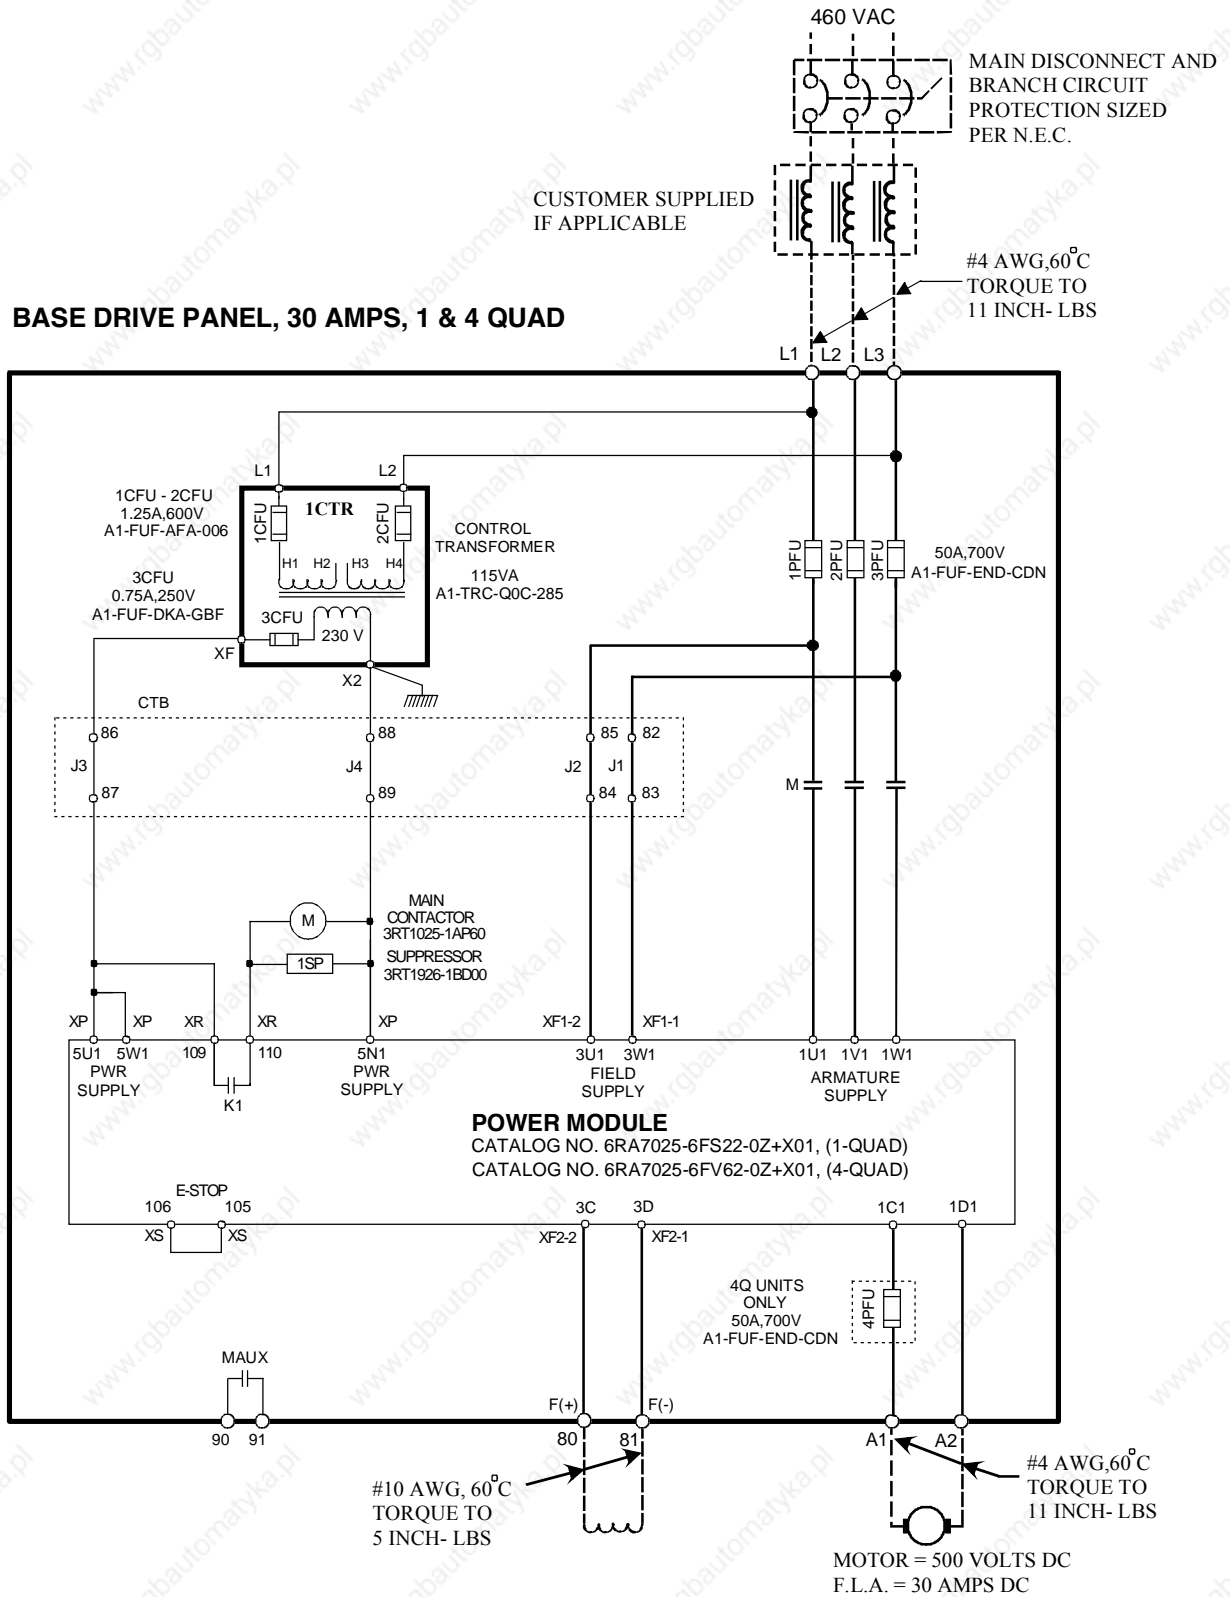 460 VAC
MAIN DISCONNECT AND
BRANCH CIRCUIT
PROTECTION SIZED
PER N.E.C.
CUSTOMER SUPPLIED
IF APPLICABLE
#4 AWG,60°C
TORQUE TO
11 INCH- LBS
BASE DRIVE PANEL, 30 AMPS, 1 & 4 QUAD
L1 L2 L3
L1 L2
1CFU - 2CFU
1.25A,600V
A1-FUF-AFA-006
1CFU
1CTR
2CFU
CONTROL
TRANSFORMER
115VA
A1-TRC-Q0C-285
H1 H2 H3 H4
3CFU
0.75A,250V
A1-FUF-DKA-GBF
3CFU
230 V
XF
X2
1PFU
2PFU
3PFU
50A,700V
A1-FUF-END-CDN
CTB
86 88 85 82
J3 J4 J2 J1
87 89 84 83
M
M
MAIN
CONTACTOR
3RT1025-1AP60
1SP
SUPPRESSOR
3RT1926-1BD00
XP XP XR XR XP XF1-2 XF1-1
5U1 5W1 109 110 5N1 3U1 3W1 1U1 1V1 1W1
PWR
SUPPLY
K1
PWR
SUPPLY
FIELD
SUPPLY
ARMATURE
SUPPLY
POWER MODULE
CATALOG NO. 6RA7025-6FS22-0Z+X01, (1-QUAD)
CATALOG NO. 6RA7025-6FV62-0Z+X01, (4-QUAD)
E-STOP
106 105
XS XS
3C 3D 1C1 1D1
XF2-2 XF2-1
4Q UNITS
ONLY
50A,700V
A1-FUF-END-CDN
4PFU
MAUX
90 91
F(+) F(-)
80 81
A1 A2
#10 AWG, 60°C
TORQUE TO
5 INCH- LBS
#4 AWG,60°C
TORQUE TO
11 INCH- LBS
MOTOR = 500 VOLTS DC
F.L.A. = 30 AMPS DC
www.rgbautomatyka.pl